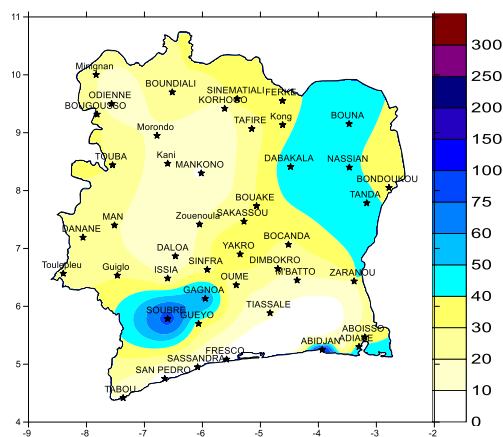 11
Minignan
10
300
BOUNDIALI
SINEMATIALI
FERKE
ODIENNE
KORHOGO
250
BOUGOUSSO
BOUNA
TAFIRE
Kong
9
Morondo
200
TOUBA
Kani
DABAKALA
NASSIAN
MANKONO
BONDOUKOU
150
8
TANDA
BOUAKE
100
MAN
Zouenoula
SAKASSOU
DANANE
BOCANDA
75
7
DALOA
YAKRO
DIMBOKRO
60
Toulepleu
Guiglo
ISSIA
SINFRA
M'BATTO
ZARANOU
OUME
50
GAGNOA
6
SOUBRE
GUEYO
TIASSALE
40
ABOISSO
ABIDJAN
ADIAKE
30
5
FRESCO
SASSANDRA
20
SAN PEDRO
TABOU
10
4
0
-9 -8 -7 -6 -5 -4 -3 -2